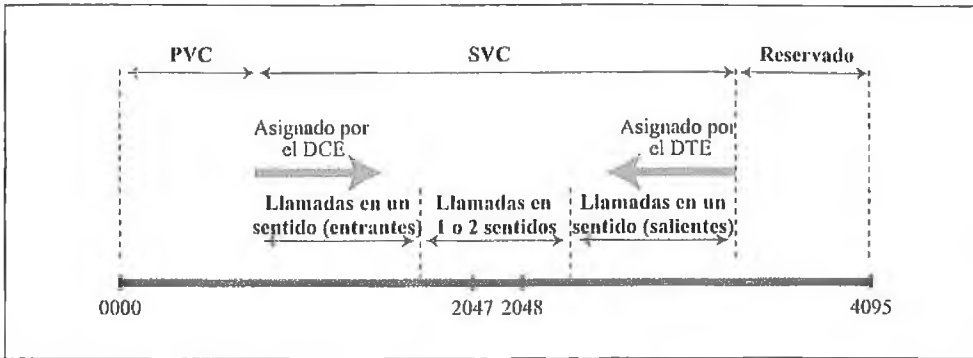 PVC SVC Reservado
Asignado por
el DCE
Asignado por
el DTE
Llamadas en un
sentido (entrantes)
Llamadas en
1 o 2 sentidos
Llamadas en un
sentido (salientes)
0000 2047 2048 4095